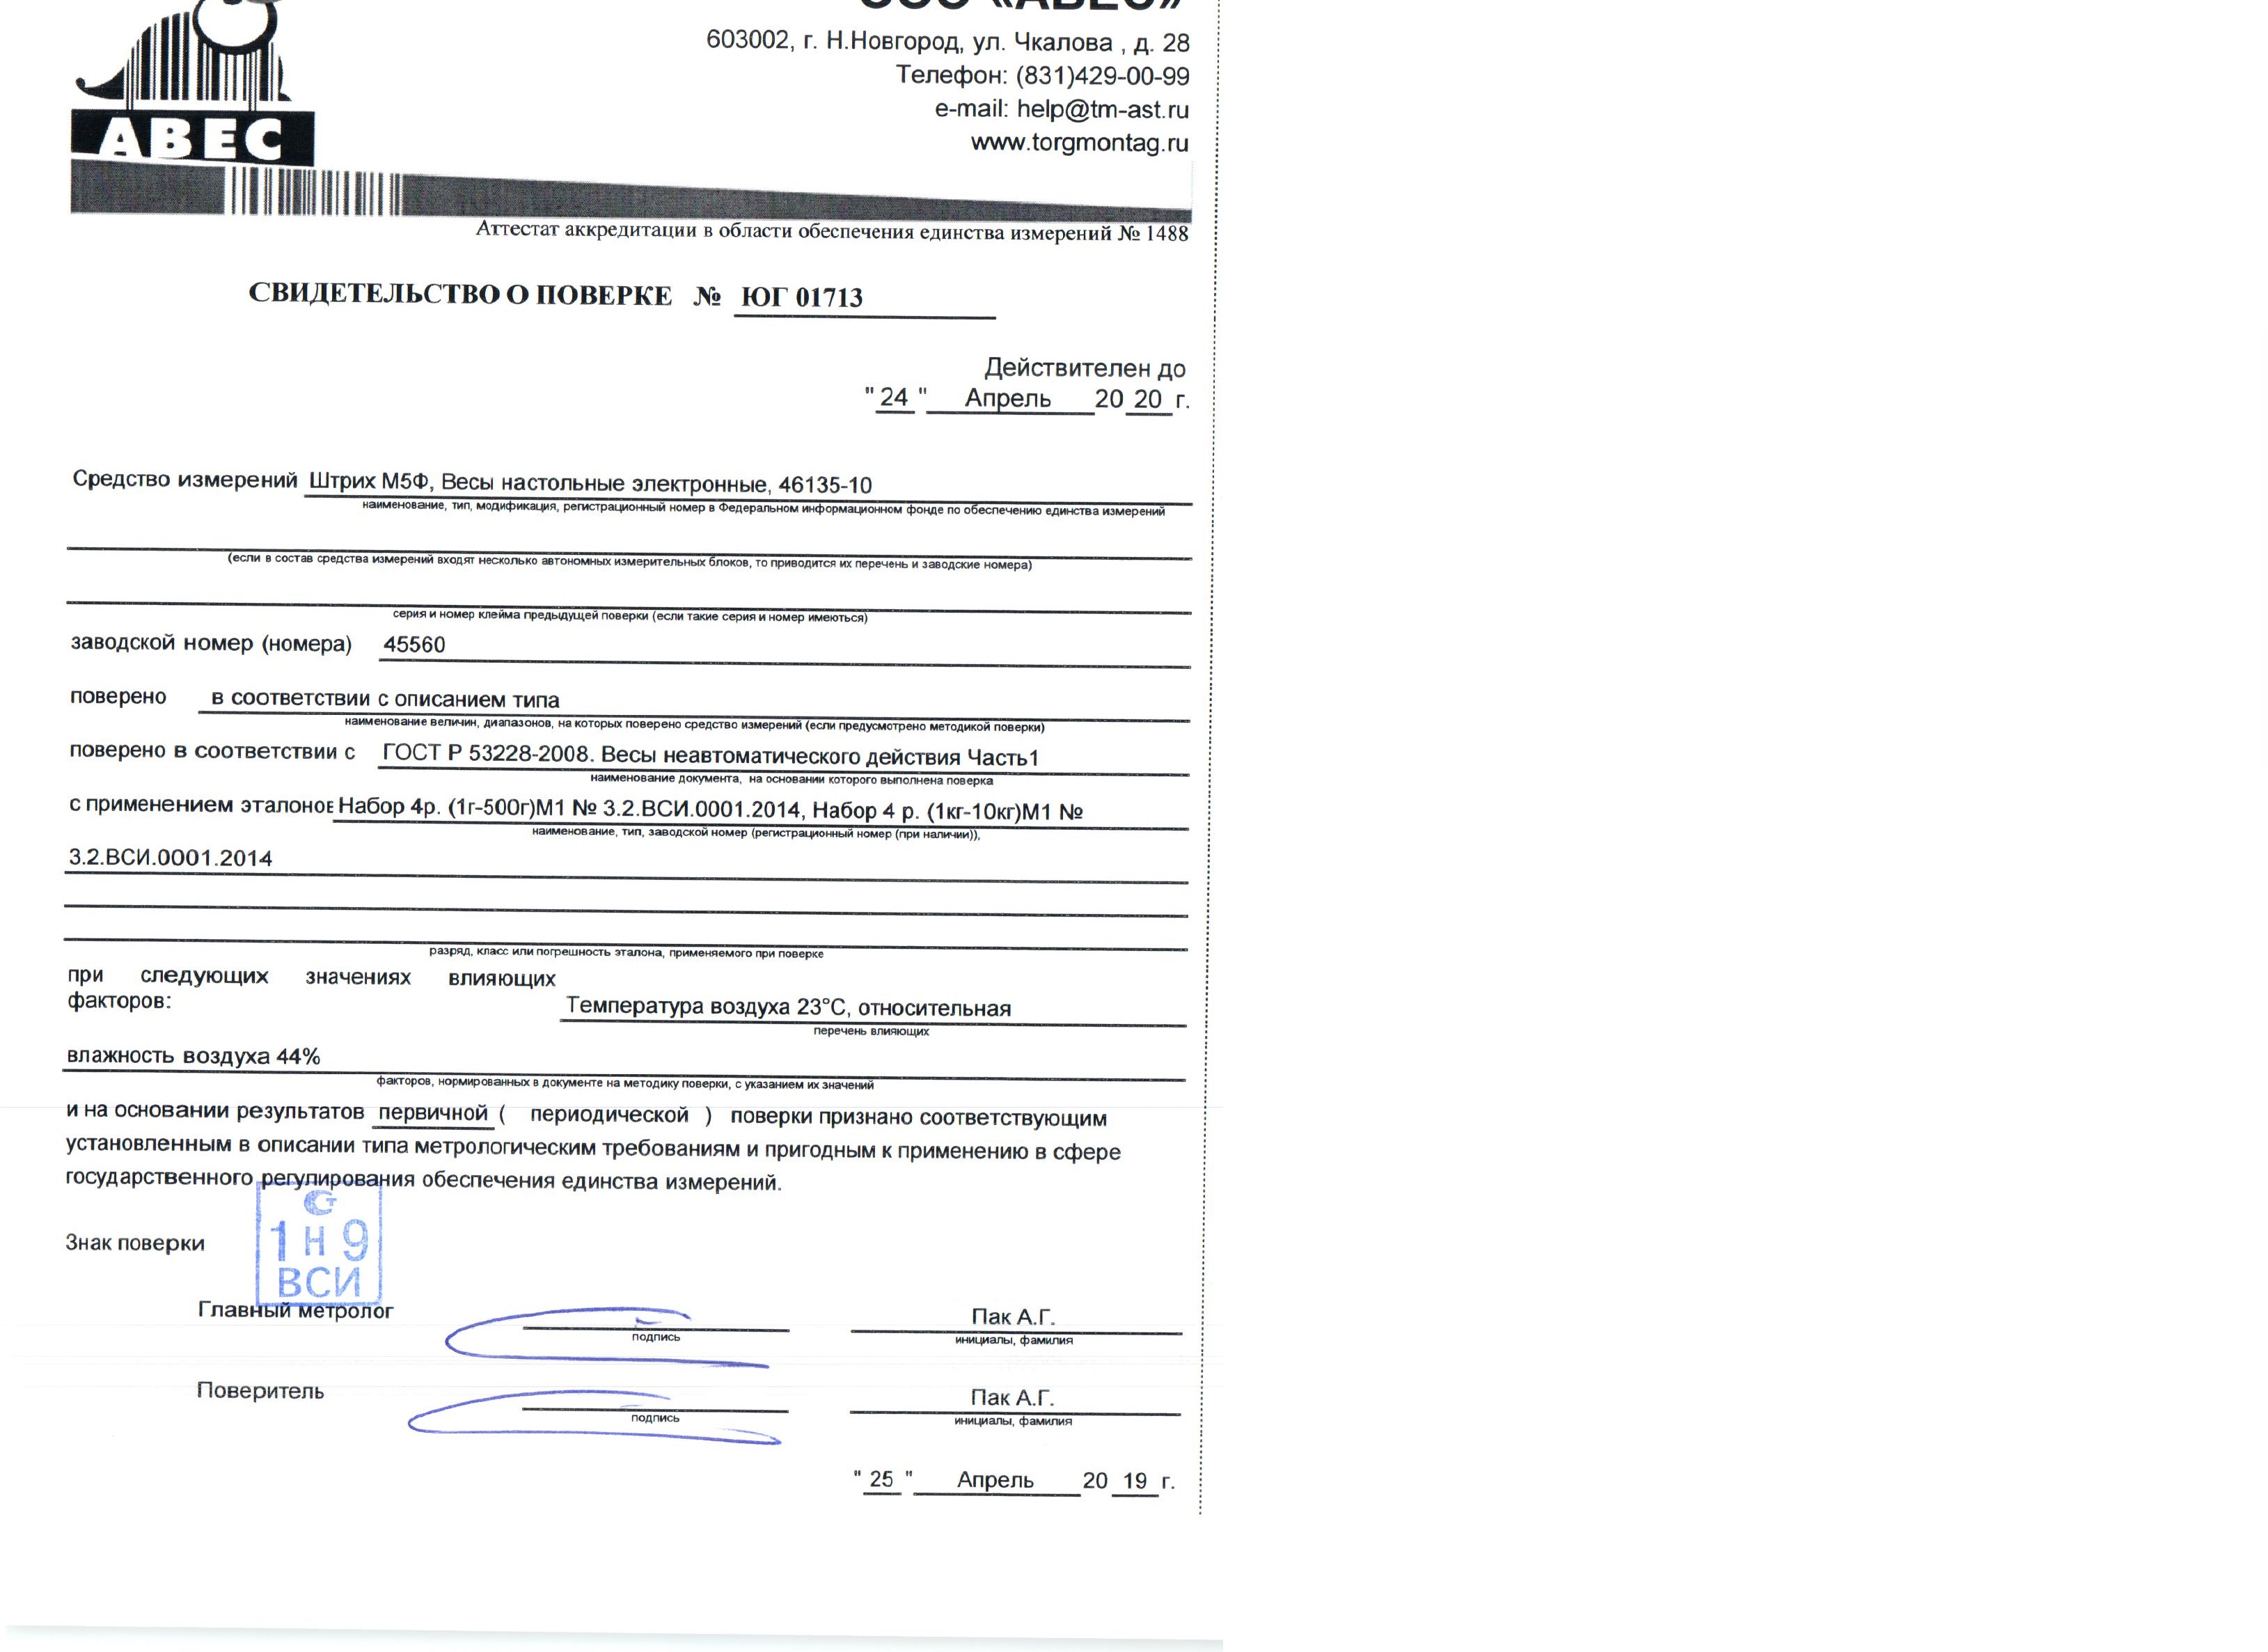 ООО «АВЕС»
603002, г. Н.Новгород, ул. Чкалова , д. 28
Телефон: (831)429-00-99
e-mail: help@tm-ast.ru
www.torgmontag.ru
АВЕС
Аттестат аккредитации в области обеспечения единства измерений № 1488
СВИДЕТЕЛЬСТВО О ПОВЕРКЕ № ЮГ 01713
Действителен до
" 24 " Апрель 20 20 г.
Средство измерений Штрих М5Ф, Весы настольные электронные, 46135-10
наименование, тип, модификация, регистрационный номер в Федеральном информационном фонде по обеспечению единства измерений
(если в состав средства измерений входят несколько автономных измерительных блоков, то приводится их перечень и заводские номера)
серия и номер клейма предыдущей поверки (если такие серия и номер имеються)
заводской номер (номера) 45560
поверено в соответствии с описанием типа
наименование величин, диапазонов, на которых поверено средство измерений (если предусмотрено методикой поверки)
поверено в соответствии с ГОСТ Р 53228-2008. Весы неавтоматического действия Часть1
наименование документа, на основании которого выполнена поверка
с применением эталонов Набор 4р. (1г-500г)М1 № 3.2.ВСИ.0001.2014, Набор 4 р. (1кг-10кг)М1 №
наименование, тип, заводской номер (регистрационный номер (при наличии)),
3.2.ВСИ.0001.2014
разряд, класс или погрешность эталона, применяемого при поверке
при следующих значениях влияющих
факторов: Температура воздуха 23°С, относительная
перечень влияющих
влажность воздуха 44%
факторов, нормированных в документе на методику поверки, с указанием их значений
и на основании результатов первичной ( периодической ) поверки признано соответствующим
установленным в описании типа метрологическим требованиям и пригодным к применению в сфере
государственного регулирования обеспечения единства измерений.
Знак поверки
1 Н 9
ВСИ
Главный метролог Пак А.Г.
подпись инициалы, фамилия
Поверитель Пак А.Г.
подпись инициалы, фамилия
" 25 " Апрель 20 19 г.